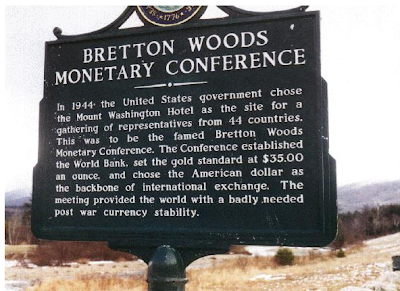 1776
BRETTON WOODS
MONETARY CONFERENCE
In 1944 the United States government chose
the Mount Washington Hotel as the site for a
gathering of representatives from 44 countries.
This was to be the famed Bretton Woods
Monetary Conference. The Conference established
the World Bank, set the gold standard at $35.00
an ounce, and chose the American dollar as
the backbone of international exchange. The
meeting provided the world with a badly needed
post war currency stability.